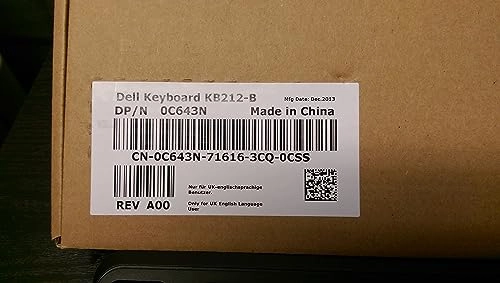 Dell Keyboard KB212-B
Mfg Date: Dec.2013
DP/N 0C643N
Made in China
CN-0C643N-71616-3CQ-0CSS
Nur für UK-englischsprachige
Benutzer.
REV A00
Only for UK English Language
User